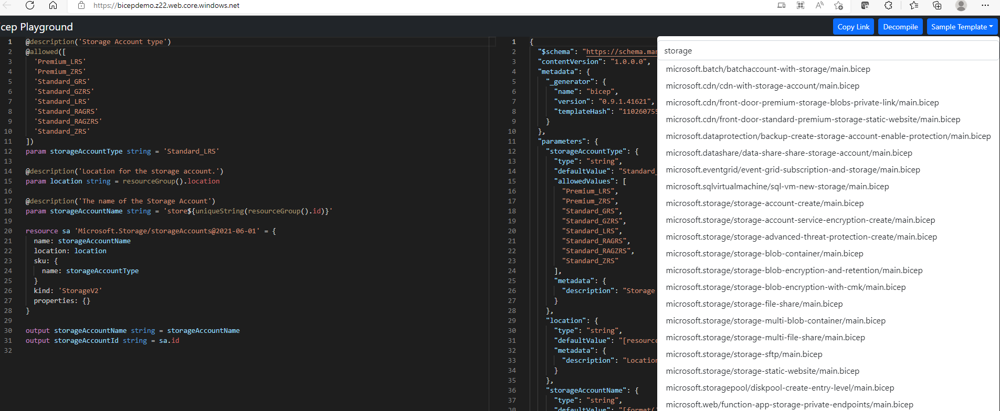 https://bicepdemo.z22.web.core.windows.net
cep Playground
Copy Link
Decompile
Sample Template
1 @description('Storage Account type')
2 @allowed([
3 'Premium_LRS'
4 'Premium_ZRS'
5 'Standard_GRS'
6 'Standard_GZRS'
7 'Standard_LRS'
8 'Standard_RAGRS'
9 'Standard_RAGZRS'
10 'Standard_ZRS'
11 ])
12 param storageAccountType string = 'Standard_LRS'
13
14 @description('Location for the storage account.')
15 param location string = resourceGroup().location
16
17 @description('The name of the Storage Account')
18 param storageAccountName string = 'store${uniqueString(resourceGroup().id)}'
19
20 resource sa 'Microsoft.Storage/storageAccounts@2021-06-01' = {
21 name: storageAccountName
22 location: location
23 sku: {
24 name: storageAccountType
25 }
26 kind: 'StorageV2'
27 properties: {}
28 }
29
30 output storageAccountName string = storageAccountName
31 output storageAccountId string = sa.id
32
1 {
2 "$schema": "https://schema.mar
3 "contentVersion": "1.0.0.0",
4 "metadata": {
5 "_generator": {
6 "name": "bicep",
7 "version": "0.9.1.41621",
8 "templateHash": "110260755
9 }
10 },
11 "parameters": {
12 "storageAccountType": {
13 "type": "string",
14 "defaultValue": "Standard_
15 "allowedValues": [
16 "Premium_LRS",
17 "Premium_ZRS",
18 "Standard_GRS",
19 "Standard_GZRS",
20 "Standard_LRS",
21 "Standard_RAGRS",
22 "Standard_RAGZRS",
23 "Standard_ZRS"
24 ],
25 "metadata": {
26 "description": "Storage
27 }
28 },
29 "location": {
30 "type": "string",
31 "defaultValue": "[resource
32 "metadata": {
33 "description": "Location
34 }
35 },
36 "storageAccountName": {
37 "type": "string",
38 "defaultValue": "[format('
storage
microsoft.batch/batchaccount-with-storage/main.bicep
microsoft.cdn/cdn-with-storage-account/main.bicep
microsoft.cdn/front-door-premium-storage-blobs-private-link/main.bicep
microsoft.cdn/front-door-standard-premium-storage-static-website/main.bicep
microsoft.dataprotection/backup-create-storage-account-enable-protection/main.bicep
microsoft.datashare/data-share-share-storage-account/main.bicep
microsoft.eventgrid/event-grid-subscription-and-storage/main.bicep
microsoft.sqlvirtualmachine/sql-vm-new-storage/main.bicep
microsoft.storage/storage-account-create/main.bicep
microsoft.storage/storage-account-service-encryption-create/main.bicep
microsoft.storage/storage-advanced-threat-protection-create/main.bicep
microsoft.storage/storage-blob-container/main.bicep
microsoft.storage/storage-blob-encryption-and-retention/main.bicep
microsoft.storage/storage-blob-encryption-with-cmk/main.bicep
microsoft.storage/storage-file-share/main.bicep
microsoft.storage/storage-multi-blob-container/main.bicep
microsoft.storage/storage-multi-file-share/main.bicep
microsoft.storage/storage-sftp/main.bicep
microsoft.storage/storage-static-website/main.bicep
microsoft.storagepool/diskpool-create-entry-level/main.bicep
microsoft.web/function-app-storage-private-endpoints/main.bicep